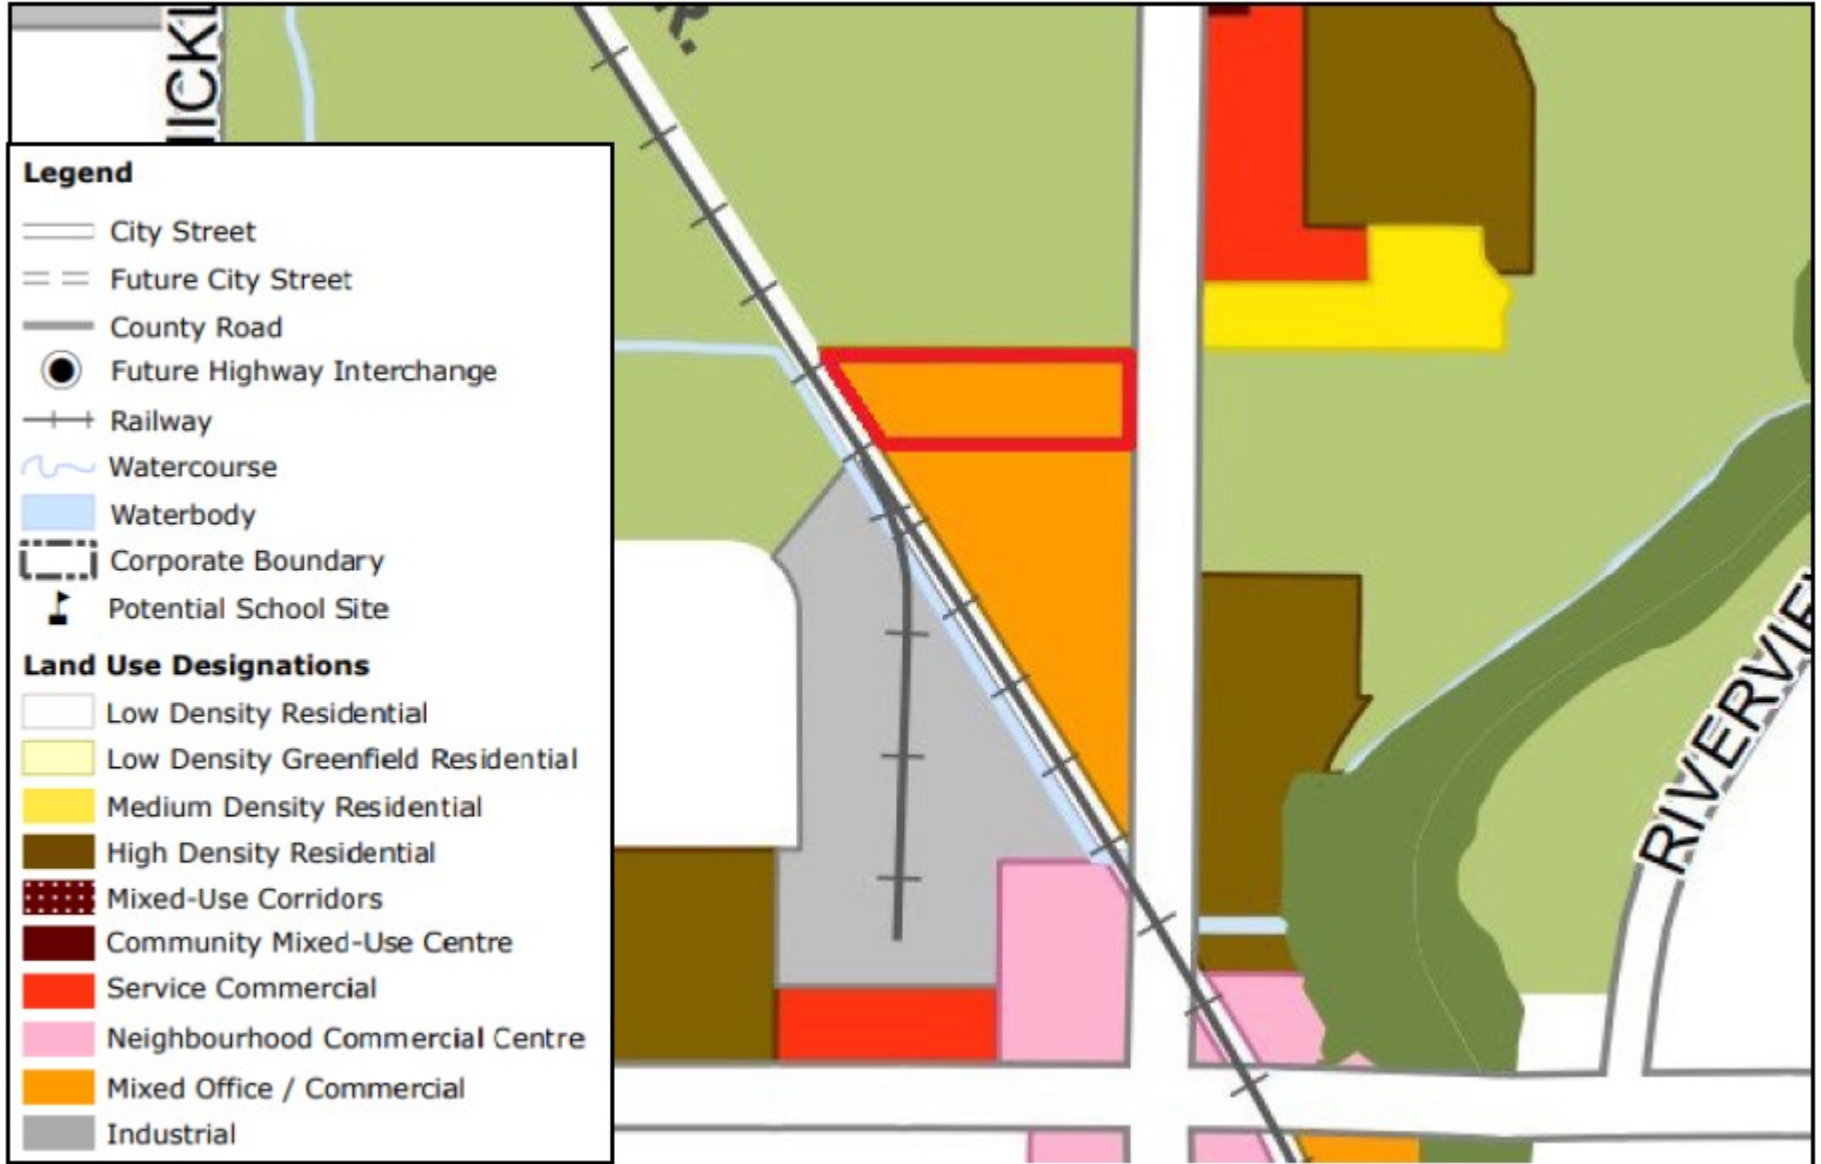 Legend
City Street
Future City Street
County Road
Future Highway Interchange
Railway
Watercourse
Waterbody
Corporate Boundary
Potential School Site
Land Use Designations
Low Density Residential
Low Density Greenfield Residential
Medium Density Residential
High Density Residential
Mixed-Use Corridors
Community Mixed-Use Centre
Service Commercial
Neighbourhood Commercial Centre
Mixed Office / Commercial
Industrial